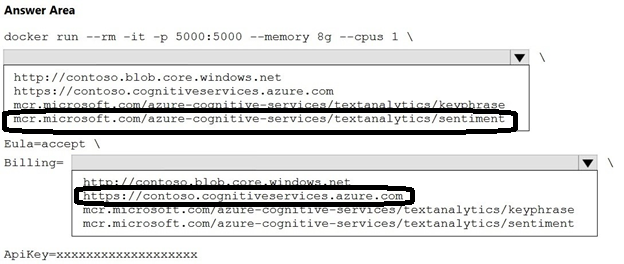 Answer Area
docker run --rm -it -p 5000:5000 --memory 8g --cpus 1 \
\
http://contoso.blob.core.windows.net
https://contoso.cognitiveservices.azure.com
mcr.microsoft.com/azure-cognitive-services/textanalytics/keyphrase
mcr.microsoft.com/azure-cognitive-services/textanalytics/sentiment
Eula=accept \
Billing= \
http://contoso.blob.core.windows.net
https://contoso.cognitiveservices.azure.com
mcr.microsoft.com/azure-cognitive-services/textanalytics/keyphrase
mcr.microsoft.com/azure-cognitive-services/textanalytics/sentiment
ApiKey=xxxxxxxxxxxxxxxxxxx